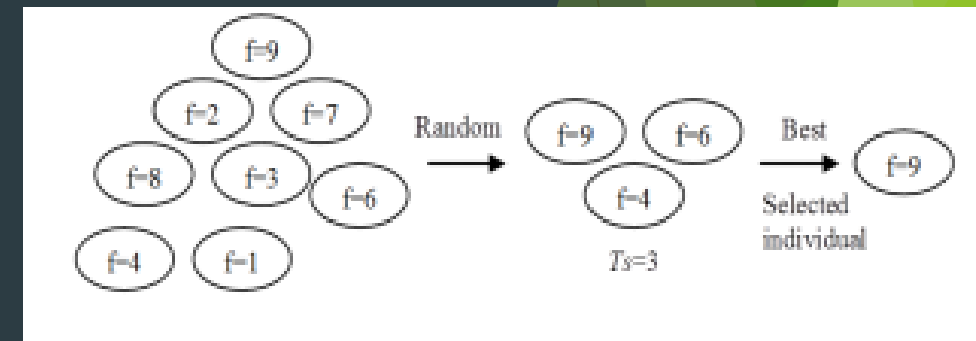 f=9
f=2 f=7
f=8 f=3
f=6
f=4 f=1
Random
f=9 f=6
f=4
Ts=3
Best
Selected
individual
f=9